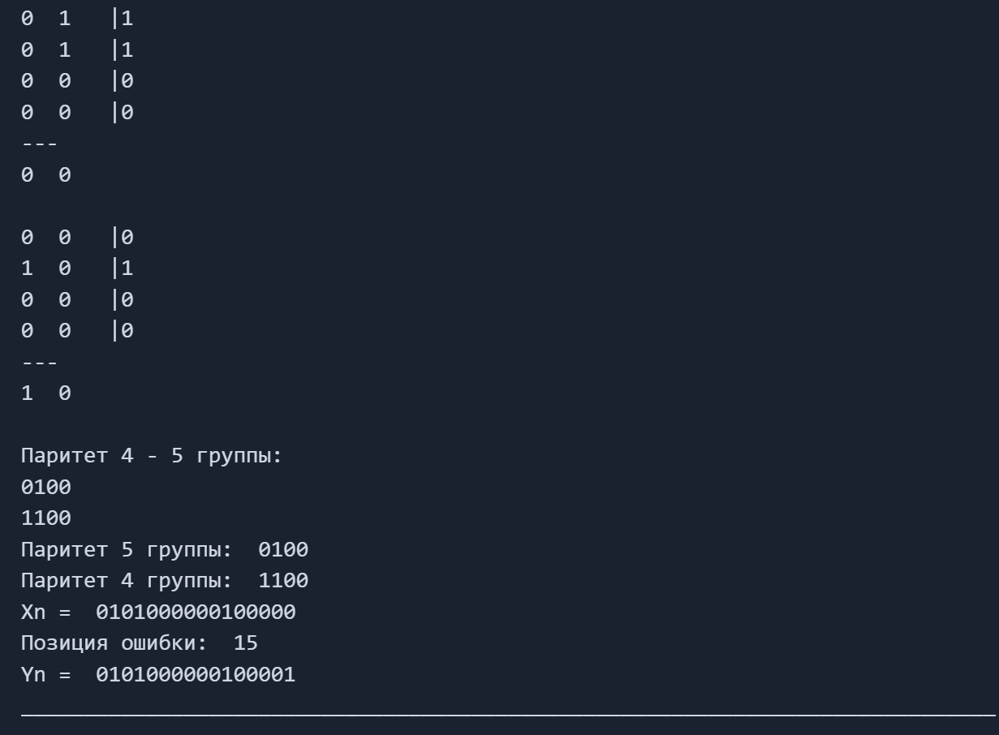 0  1   |1
0  1   |1
0  0   |0
0  0   |0
---
0  0
0  0   |0
1  0   |1
0  0   |0
0  0   |0
---
1  0
Паритет 4 - 5 группы:
0100
1100
Паритет 5 группы:  0100
Паритет 4 группы:  1100
Xn =  0101000000100000
Позиция ошибки:  15
Yn =  0101000000100001